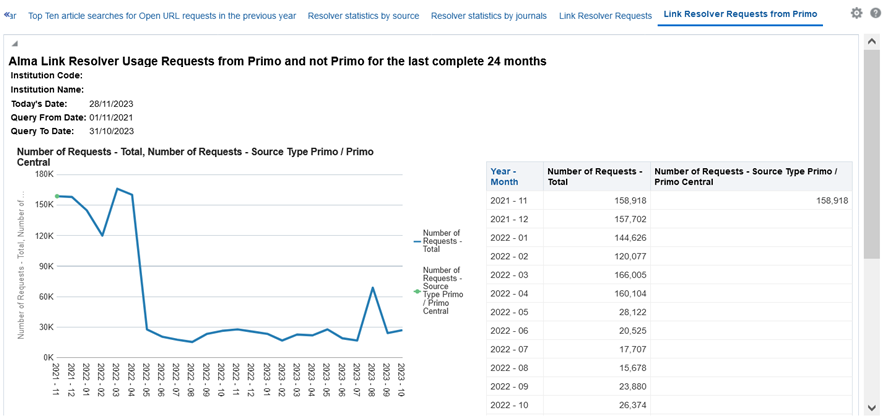 ar Top Ten article searches for Open URL requests in the previous year Resolver statistics by source Resolver statistics by journals Link Resolver Requests Link Resolver Requests from Primo
Alma Link Resolver Usage Requests from Primo and not Primo for the last complete 24 months
Institution Code:
Institution Name:
Today's Date: 28/11/2023
Query From Date: 01/11/2021
Query To Date: 31/10/2023
Number of Requests - Total, Number of Requests - Source Type Primo / Primo
Central
Number of Requests - Total, Number of...
180K
150K
120K
90K
60K
30K
0K
2021 - 11
2021 - 12
2022 - 01
2022 - 02
2022 - 03
2022 - 04
2022 - 05
2022 - 06
2022 - 07
2022 - 08
2022 - 09
2022 - 10
2022 - 11
2022 - 12
2023 - 01
2023 - 02
2023 - 03
2023 - 04
2023 - 05
2023 - 06
2023 - 07
2023 - 08
2023 - 09
2023 - 10
Number of
Requests -
Total
Number of
Requests -
Source
Type Primo
/ Primo
Central
Year - Number of Requests - Number of Requests - Source Type Primo /
Month Total Primo Central
2021 - 11 158,918 158,918
2021 - 12 157,702
2022 - 01 144,626
2022 - 02 120,077
2022 - 03 166,005
2022 - 04 160,104
2022 - 05 28,122
2022 - 06 20,525
2022 - 07 17,707
2022 - 08 15,678
2022 - 09 23,880
2022 - 10 26,374